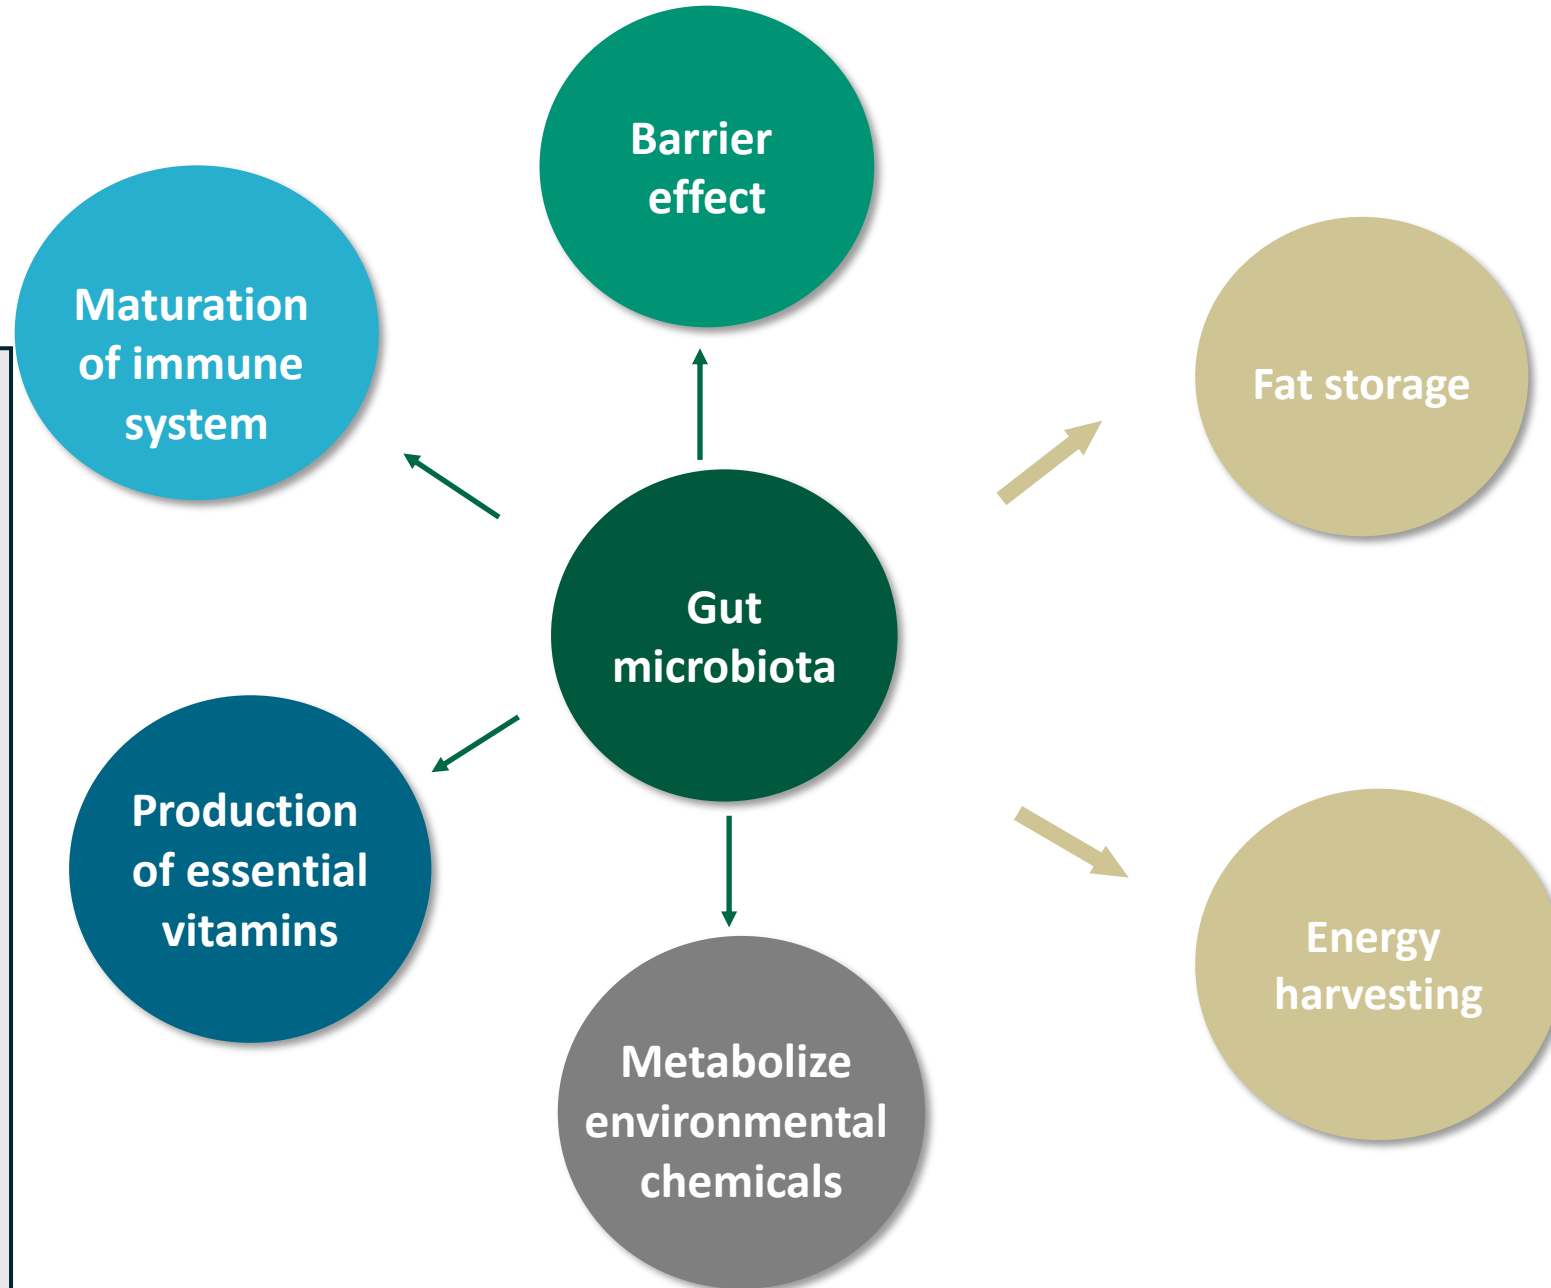 Barrier
effect
Maturation
of immune
system
Fat storage
Gut
microbiota
Production
of essential
vitamins
Energy
harvesting
Metabolize
environmental
chemicals